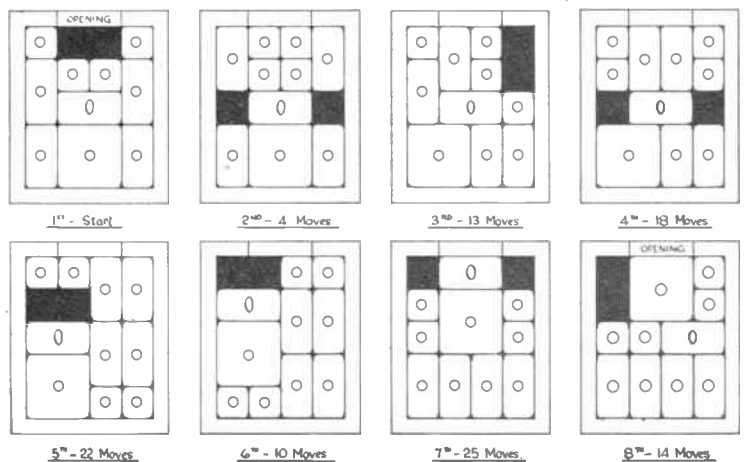 OPENING
1ST - Start
2ND - 4 Moves
3RD - 13 Moves
4TH - 18 Moves
OPENING
5TH - 22 Moves
6TH - 10 Moves
7TH - 25 Moves.
8TH - 14 Moves